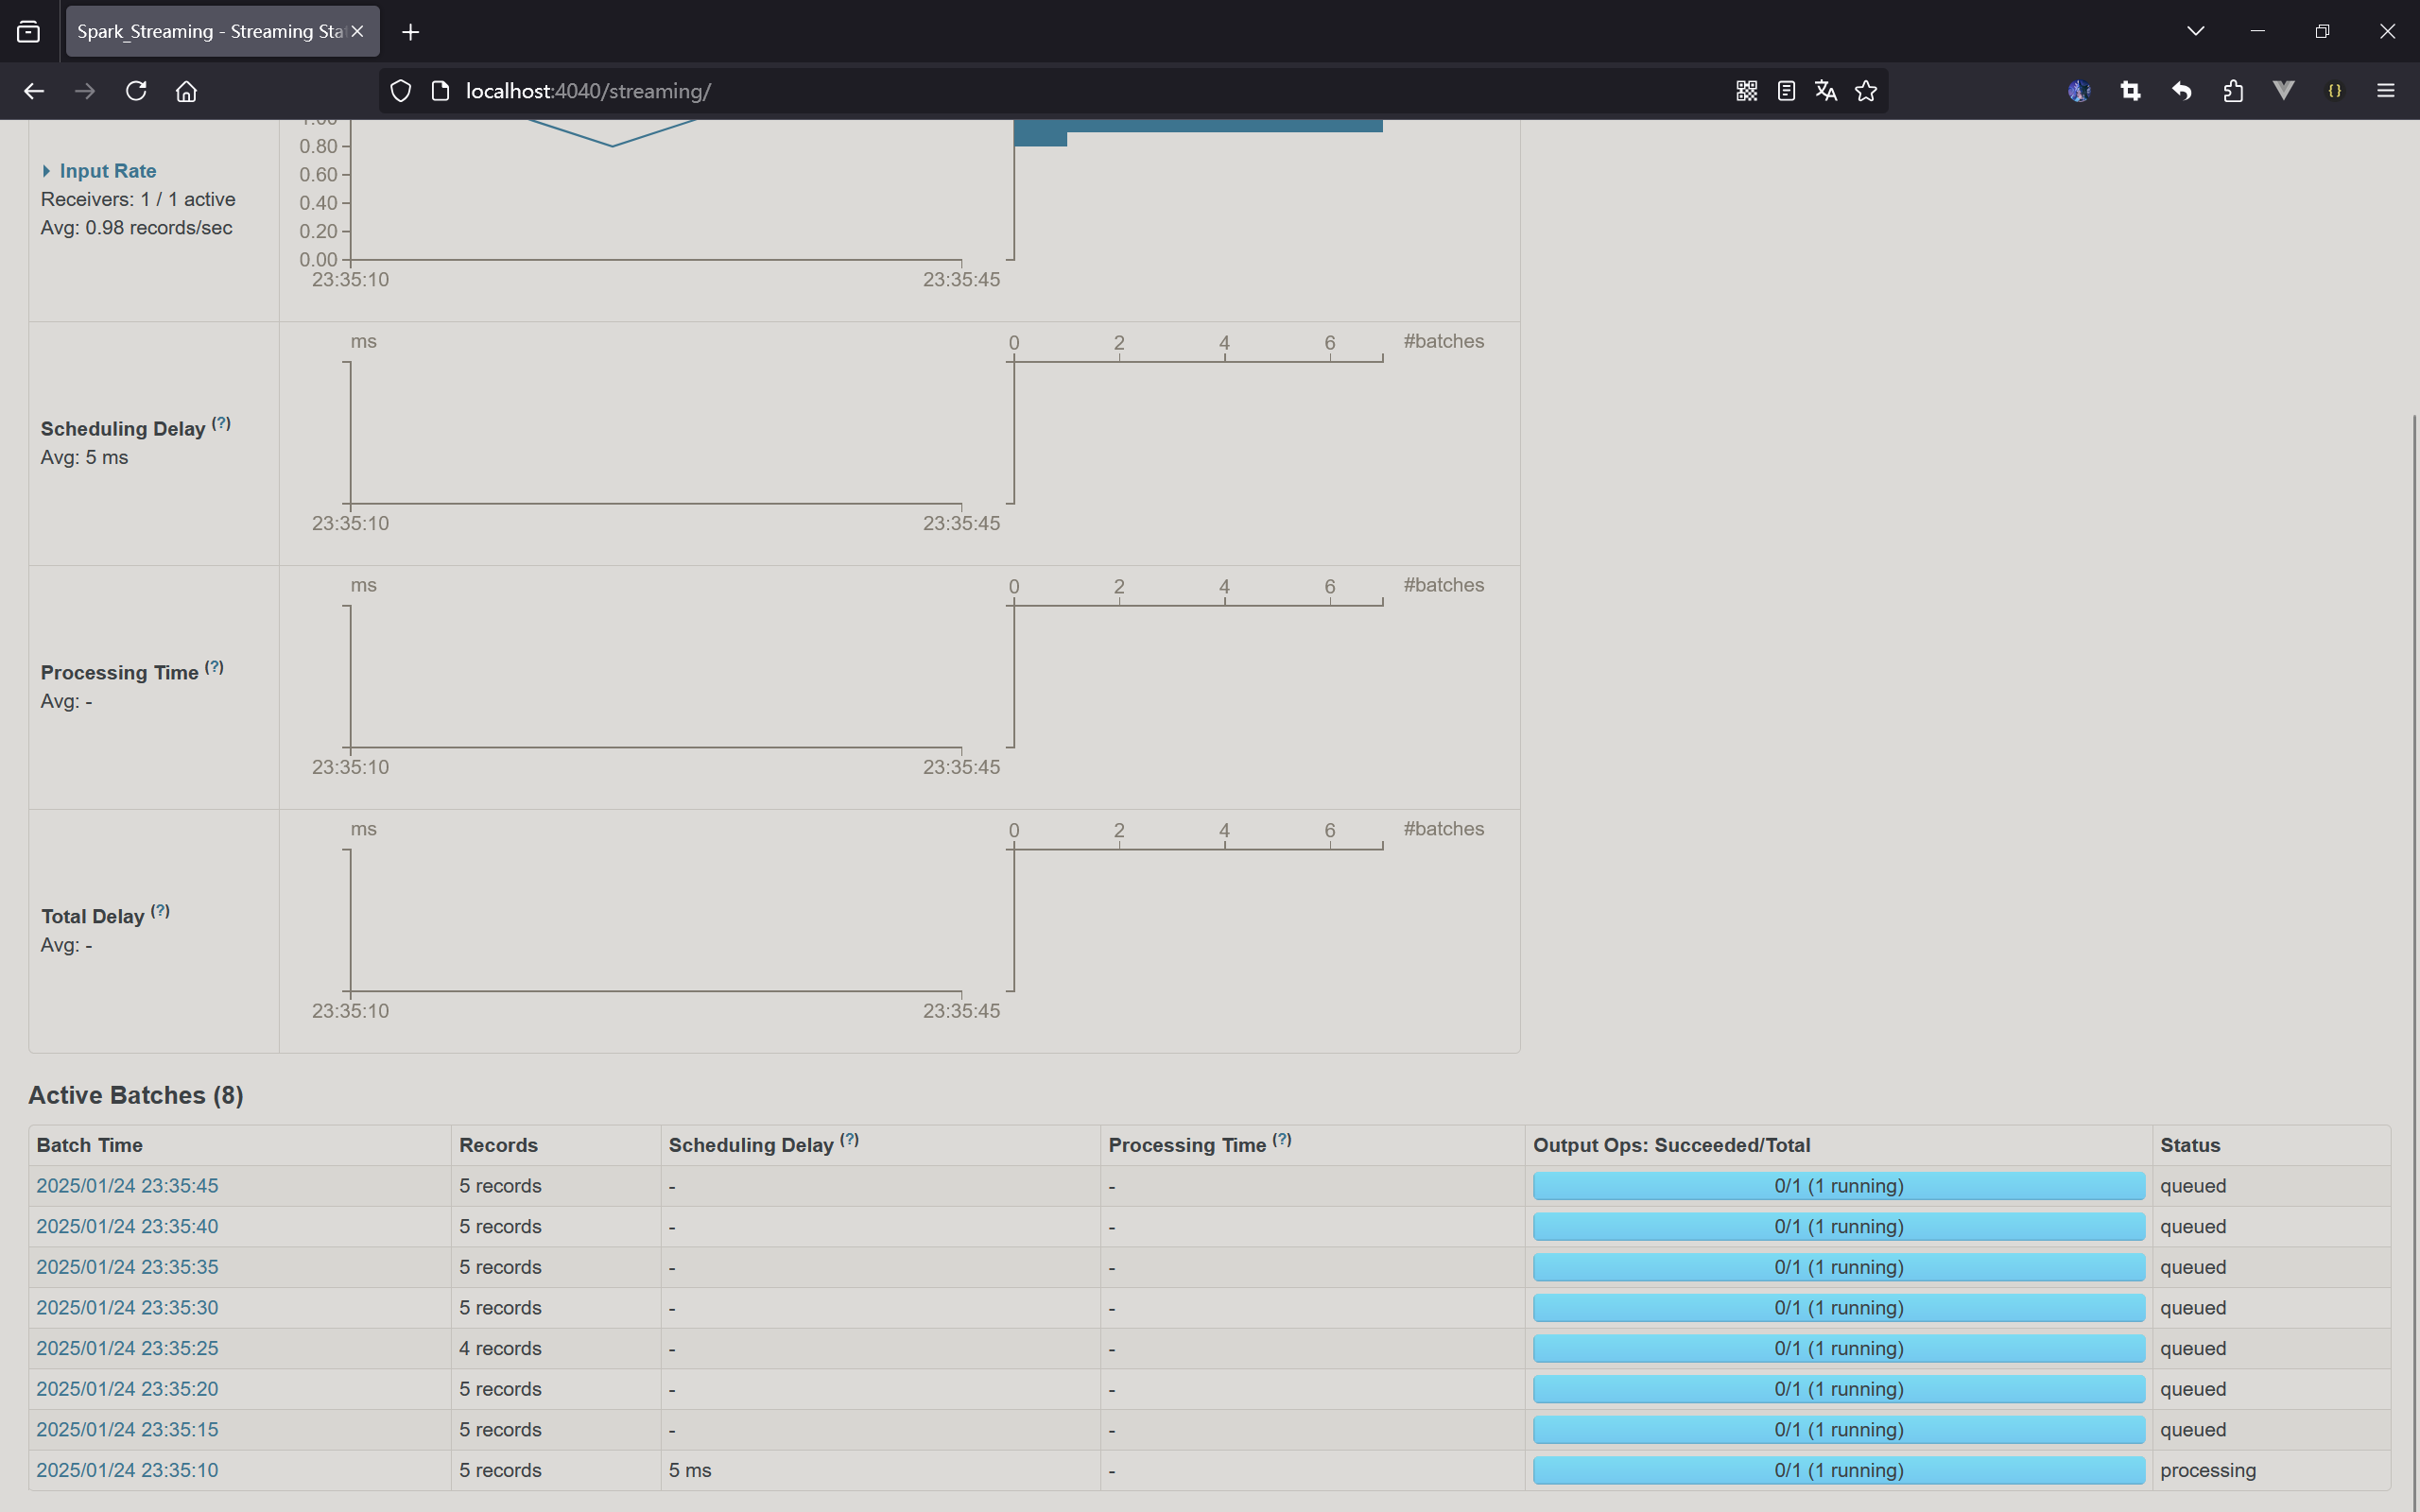 Spark_Streaming - Streaming Sta
localhost:4040/streaming/
1.00
0.80
0.60
0.40
0.20
0.00
23:35:10 23:35:45
Input Rate
Receivers: 1 / 1 active
Avg: 0.98 records/sec
ms 0 2 4 6 #batches
Scheduling Delay (?)
Avg: 5 ms
23:35:10 23:35:45
ms 0 2 4 6 #batches
Processing Time (?)
Avg: -
23:35:10 23:35:45
ms 0 2 4 6 #batches
Total Delay (?)
Avg: -
23:35:10 23:35:45
Active Batches (8)
Batch Time Records Scheduling Delay (?) Processing Time (?) Output Ops: Succeeded/Total Status
2025/01/24 23:35:45 5 records - - 0/1 (1 running) queued
2025/01/24 23:35:40 5 records - - 0/1 (1 running) queued
2025/01/24 23:35:35 5 records - - 0/1 (1 running) queued
2025/01/24 23:35:30 5 records - - 0/1 (1 running) queued
2025/01/24 23:35:25 4 records - - 0/1 (1 running) queued
2025/01/24 23:35:20 5 records - - 0/1 (1 running) queued
2025/01/24 23:35:15 5 records - - 0/1 (1 running) queued
2025/01/24 23:35:10 5 records 5 ms - 0/1 (1 running) processing